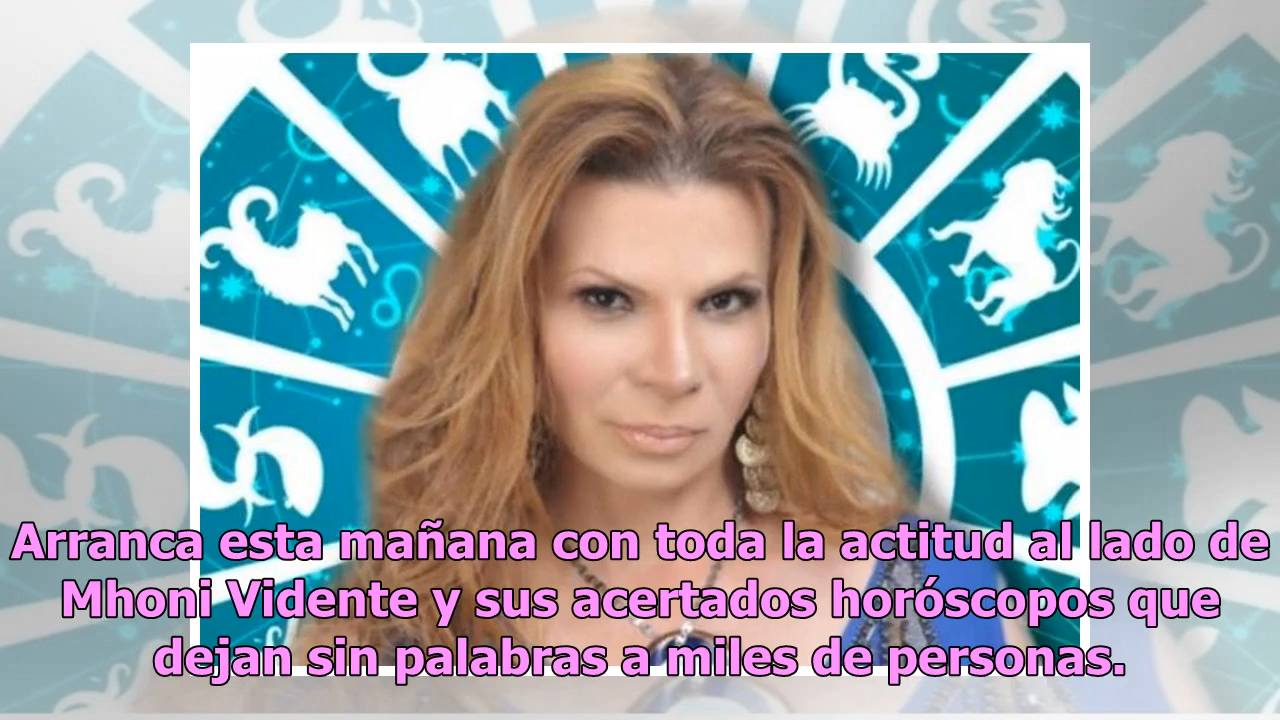 Arranca esta mañana con toda la actitud al lado de
Mhoni Vidente y sus acertados horóscopos que
dejan sin palabras a miles de personas.